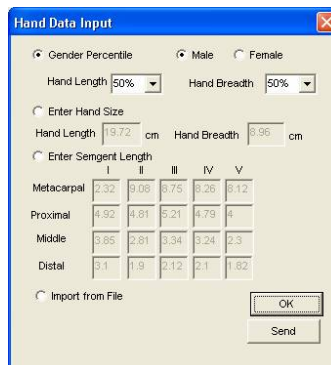 Hand Data Input
Gender Percentile Male Female
Hand Length 50% Hand Breadth 50%
Enter Hand Size
Hand Length 19.72 cm Hand Breadth 8.96 cm
Enter Semgent Length
I II III IV V
Metacarpal 2.32 9.08 8.75 8.26 8.12
Proximal 4.92 4.81 5.21 4.79 4
Middle 3.85 2.81 3.34 3.24 2.3
Distal 3.1 1.9 2.12 2.1 1.82
Import from File
OK
Send